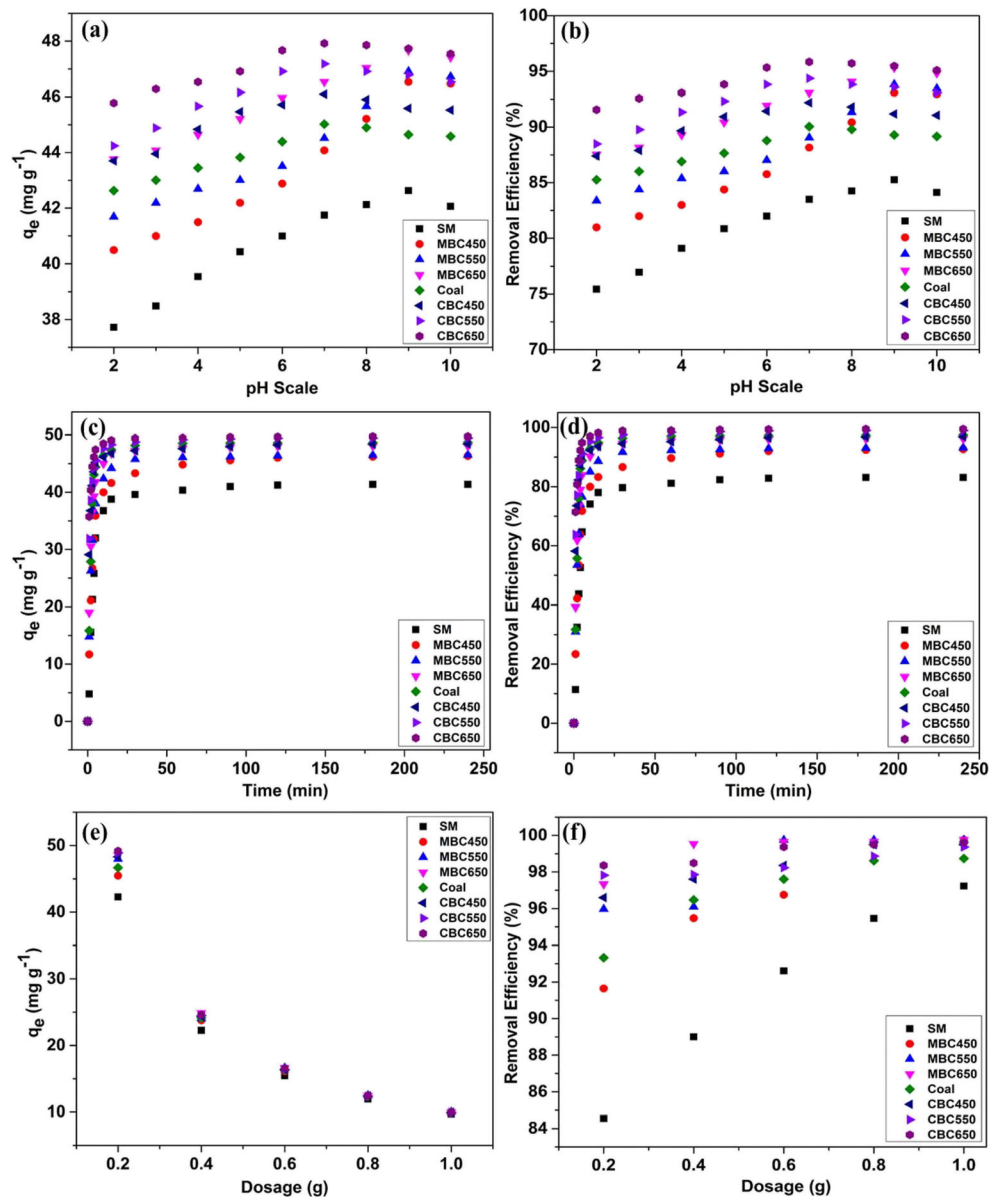 (a)
48
46
44
42
40
38
q_e (mg g⁻¹)
SM
MBC450
MBC550
MBC650
Coal
CBC450
CBC550
CBC650
2 4 6 8 10
pH Scale
(b)
100
95
90
85
80
75
70
Removal Efficiency (%)
SM
MBC450
MBC550
MBC650
Coal
CBC450
CBC550
CBC650
2 4 6 8 10
pH Scale
(c)
50
40
30
20
10
0
q_e (mg g⁻¹)
SM
MBC450
MBC550
MBC650
Coal
CBC450
CBC550
CBC650
0 50 100 150 200 250
Time (min)
(d)
100
80
60
40
20
0
Removal Efficiency (%)
SM
MBC450
MBC550
MBC650
Coal
CBC450
CBC550
CBC650
0 50 100 150 200 250
Time (min)
(e)
50
40
30
20
10
q_e (mg g⁻¹)
SM
MBC450
MBC550
MBC650
Coal
CBC450
CBC550
CBC650
0.2 0.4 0.6 0.8 1.0
Dosage (g)
(f)
100
98
96
94
92
90
88
86
84
Removal Efficiency (%)
SM
MBC450
MBC550
MBC650
Coal
CBC450
CBC550
CBC650
0.2 0.4 0.6 0.8 1.0
Dosage (g)